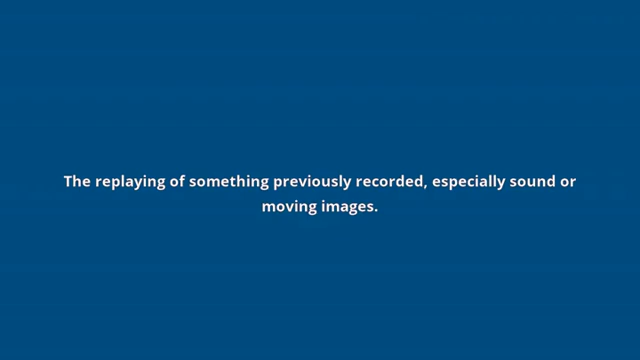 The replaying of something previously recorded, especially sound or
moving images.